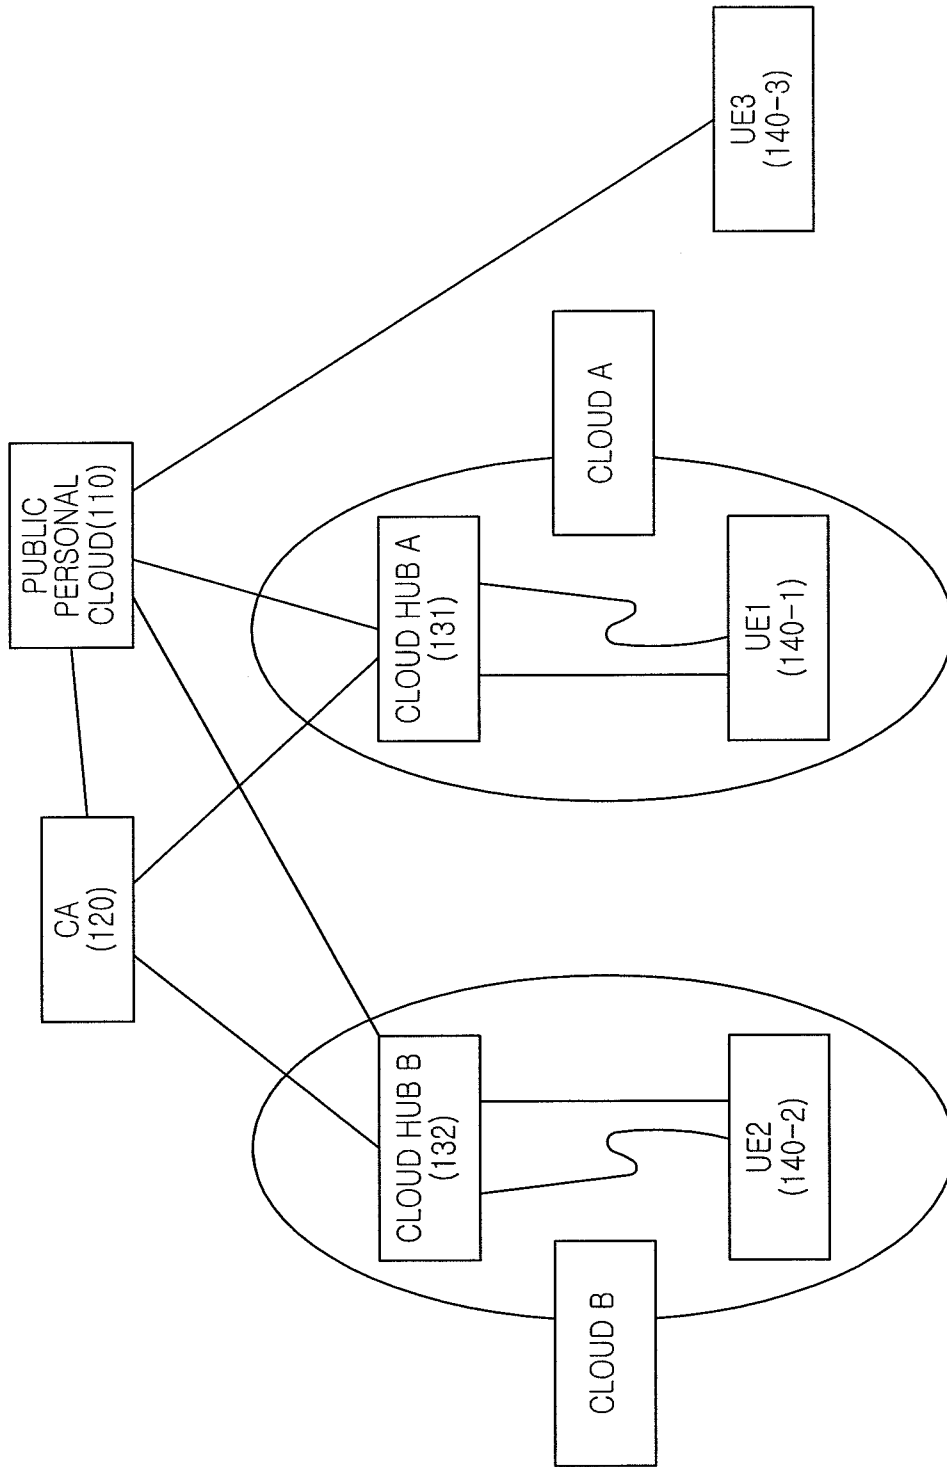 CA
(120)
PUBLIC
PERSONAL
CLOUD(110)
CLOUD HUB B
(132)
CLOUD HUB A
(131)
CLOUD B
CLOUD A
UE2
(140-2)
UE1
(140-1)
UE3
(140-3)